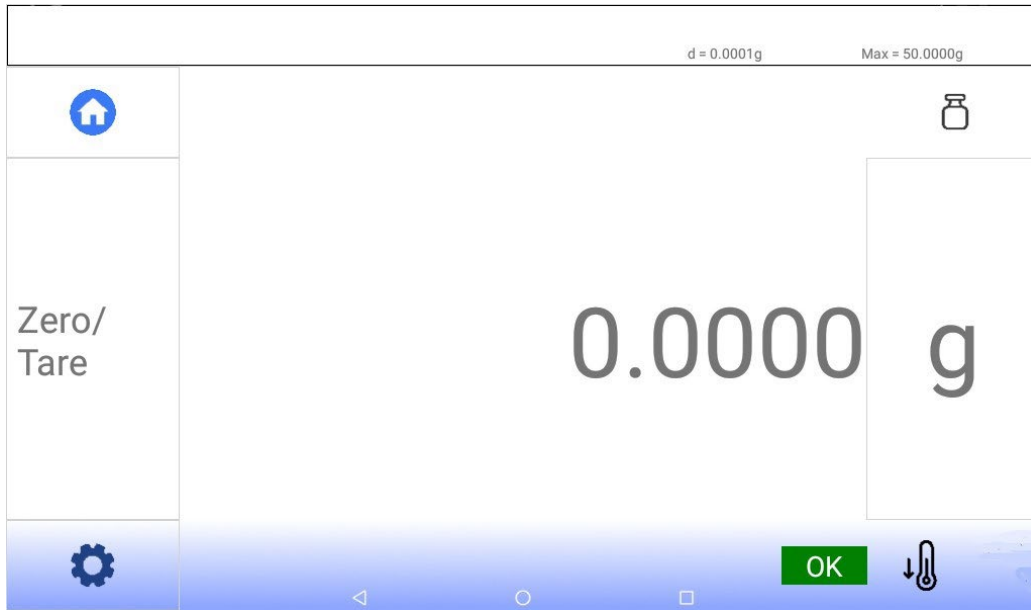 d = 0.0001g
Max = 50.0000g
Zero/
Tare
0.0000 g
OK